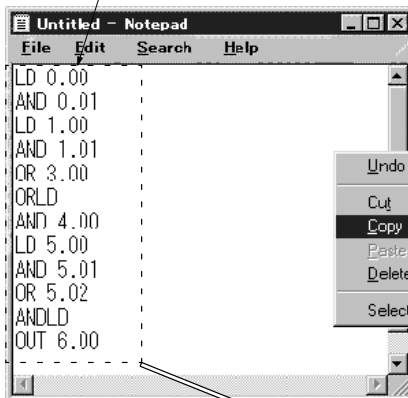 Untitled - Notepad
File Edit Search Help
LD 0.00
AND 0.01
LD 1.00
AND 1.01
OR 3.00
ORLD
AND 4.00
LD 5.00
AND 5.01
OR 5.02
ANDLD
OUT 6.00
Undo
Cut
Copy
Paste
Delete
Select